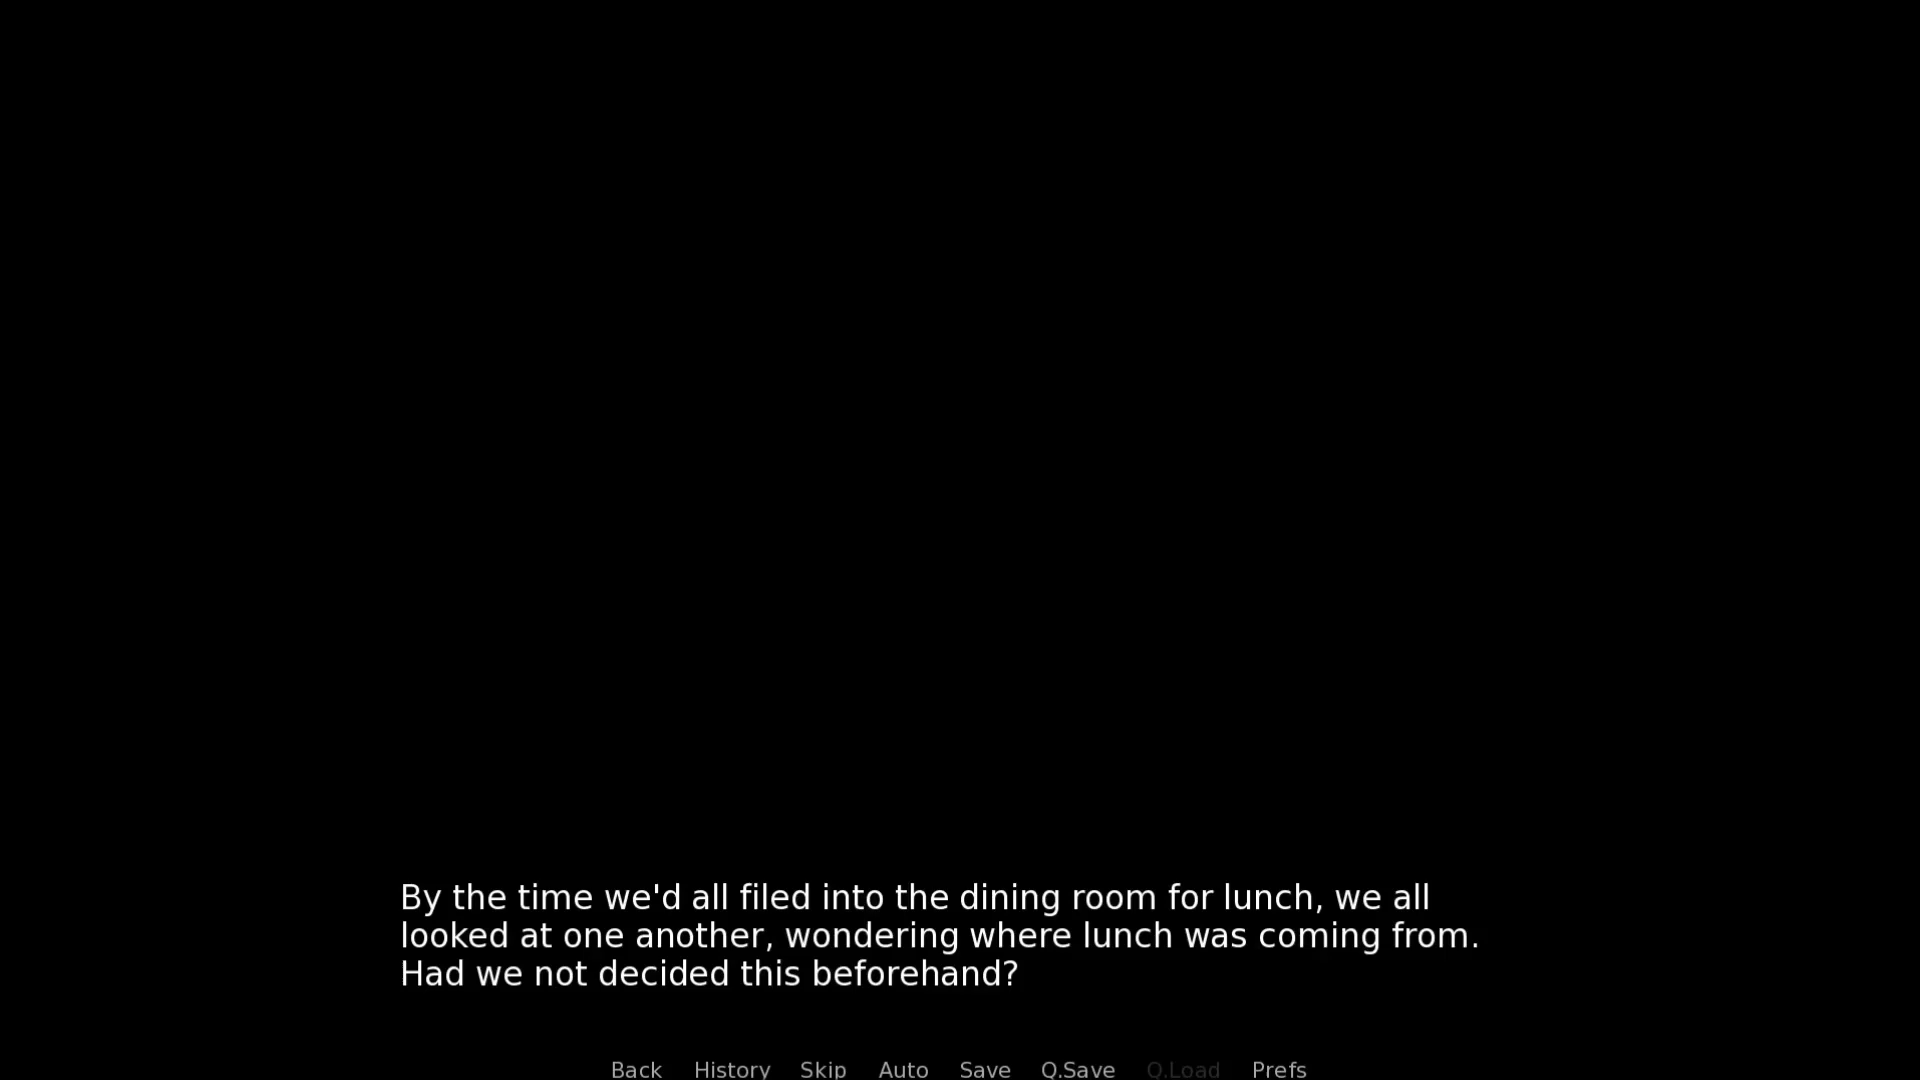 By the time we'd all filed into the dining room for lunch, we all
looked at one another, wondering where lunch was coming from.
Had we not decided this beforehand?
Back History Skip Auto Save Q.Save Q.Load Prefs